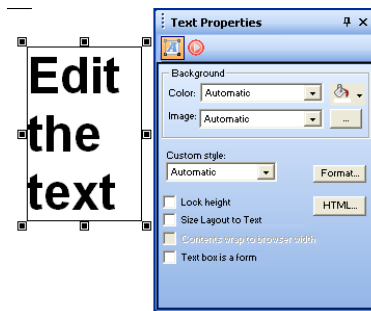 Edit
the
text
Text Properties
Background
Color: Automatic
Image: Automatic ...
Custom style:
Automatic
Format...
Lock height
HTML...
Size Layout to Text
Contents wrap to browser width
Text box is a form